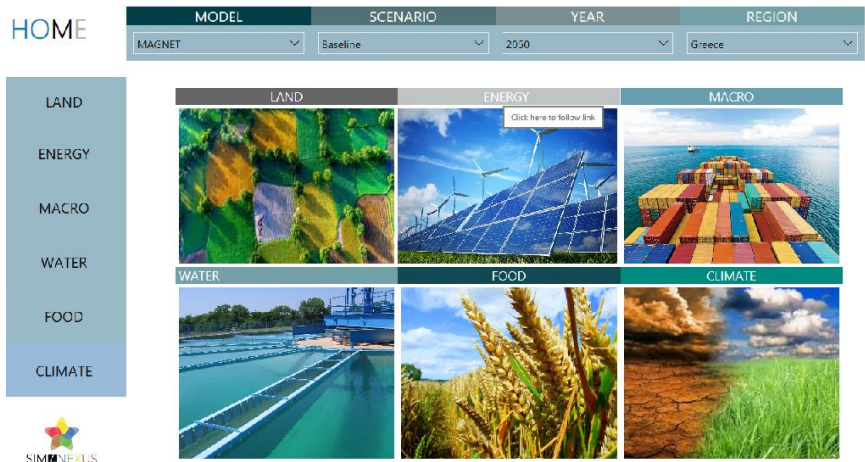 HOME
MODEL SCENARIO YEAR REGION
MAGNET Baseline 2050 Greece
LAND
ENERGY
MACRO
WATER
FOOD
CLIMATE
LAND ENERGY MACRO
Click here to follow link
WATER FOOD CLIMATE
SIM4NEXUS